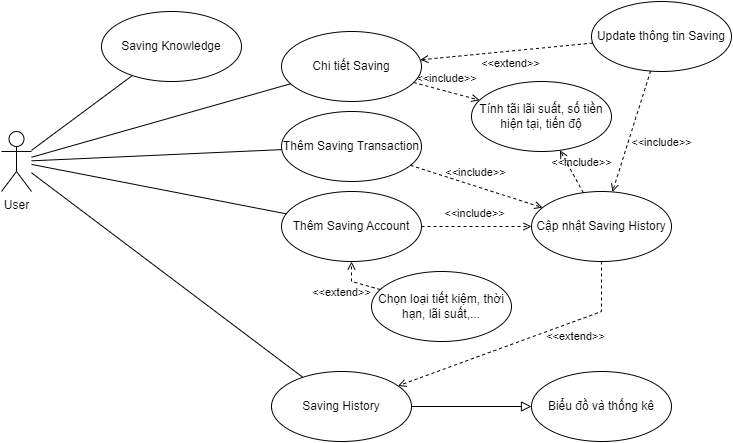 Saving Knowledge
Chi tiết Saving
Update thông tin Saving
<<extend>>
<<include>>
Tính tãi lãi suất, số tiền
hiện tại, tiến độ
Thêm Saving Transaction
<<include>>
<<include>>
<<include>>
User
Thêm Saving Account
<<include>>
Cập nhật Saving History
<<extend>>
Chọn loại tiết kiệm, thời
hạn, lãi suất,...
<<extend>>
Saving History
Biểu đồ và thống kê